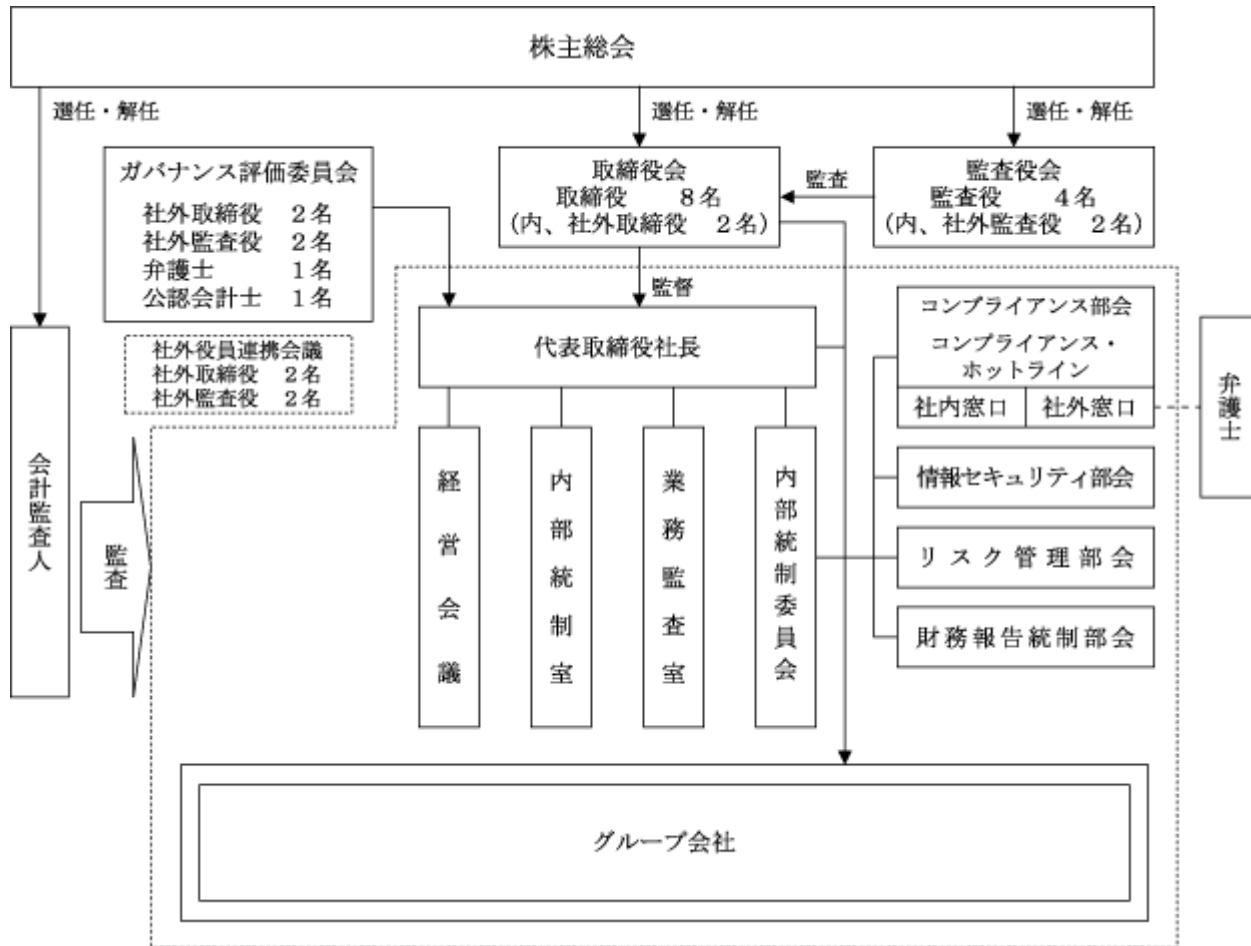 株主総会
選任・解任
選任・解任
選任・解任
ガバナンス評価委員会
社外取締役 2名
社外監査役 2名
弁護士 1名
公認会計士 1名
取締役会
取締役 8名
(内、社外取締役 2名)
監査
監査役会
監査役 4名
(内、社外監査役 2名)
監督
社外役員連携会議
社外取締役 2名
社外監査役 2名
代表取締役社長
コンプライアンス部会
コンプライアンス・
ホットライン
社内窓口
社外窓口
弁護士
会計監査人
監査
経営会議
内部統制室
業務監査室
内部統制委員会
情報セキュリティ部会
リスク管理部会
財務報告統制部会
グループ会社